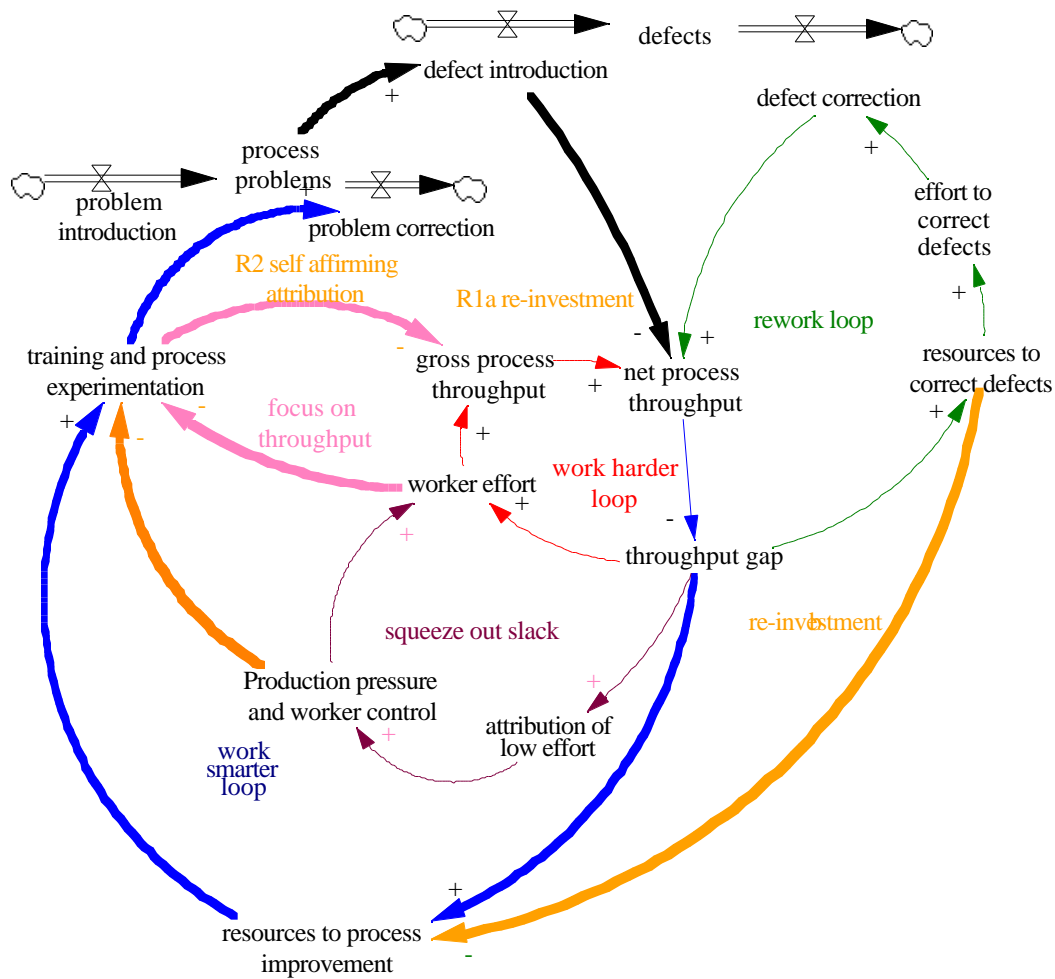 defects
defect introduction
+
defect correction
process
problems
+
problem
introduction
+
problem correction
effort to
correct
defects
+
R2 self affirming
attribution
R1a re-investment
rework loop
-
+
training and process
experimentation
-
gross process
throughput
+
net process
throughput
resources to
correct defects
+
+
-
-
focus on
throughput
+
worker effort
work harder
loop
+
+
-
throughput gap
squeeze out slack
re-investment
Production pressure
and worker control
+
+
attribution of
low effort
work
smarter
loop
+
resources to process
improvement
-